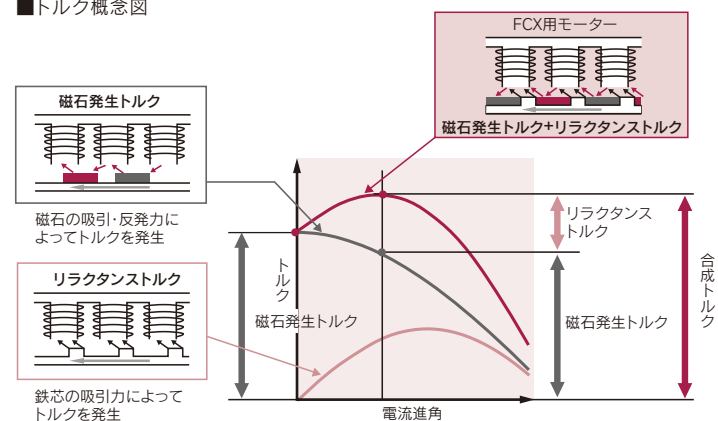 ■トルク概念図
FCX用モーター
磁石発生トルク+リラクタンストルク
磁石発生トルク
磁石の吸引・反発力に
よってトルクを発生
リラクタンストルク
鉄芯の吸引力によって
トルクを発生
トルク
磁石発生トルク
電流進角
リラクタンス
トルク
磁石発生トルク
合成トルク